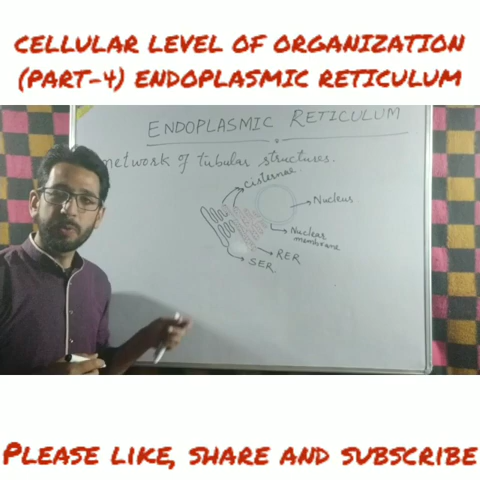 CELLULAR LEVEL OF ORGANIZATION
(PART-4) ENDOPLASMIC RETICULUM
ENDOPLASMIC RETICULUM
network of tubular structures.
cisternae
Nucleus
Nuclear
membrane
RER
SER
PLEASE LIKE, SHARE AND SUBSCRIBE